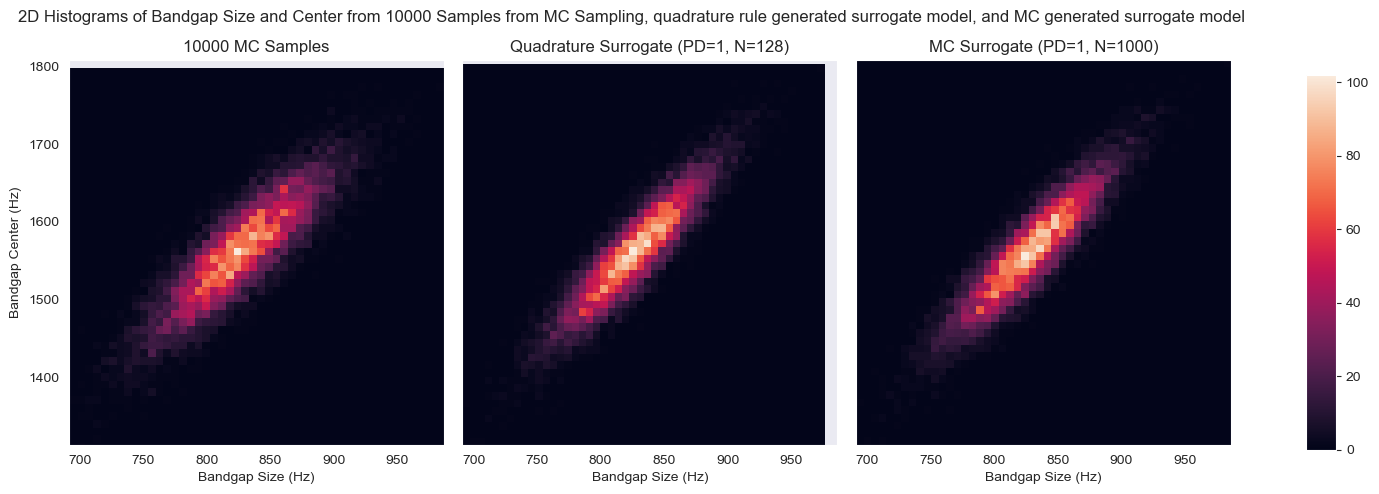 2D Histograms of Bandgap Size and Center from 10000 Samples from MC Sampling, quadrature rule generated surrogate model, and MC generated surrogate model
10000 MC Samples
Quadrature Surrogate (PD=1, N=128)
MC Surrogate (PD=1, N=1000)
Bandgap Center (Hz)
1800
1700
1600
1500
1400
700 750 800 850 900 950
Bandgap Size (Hz)
700 750 800 850 900 950
Bandgap Size (Hz)
700 750 800 850 900 950
Bandgap Size (Hz)
100
80
60
40
20
0